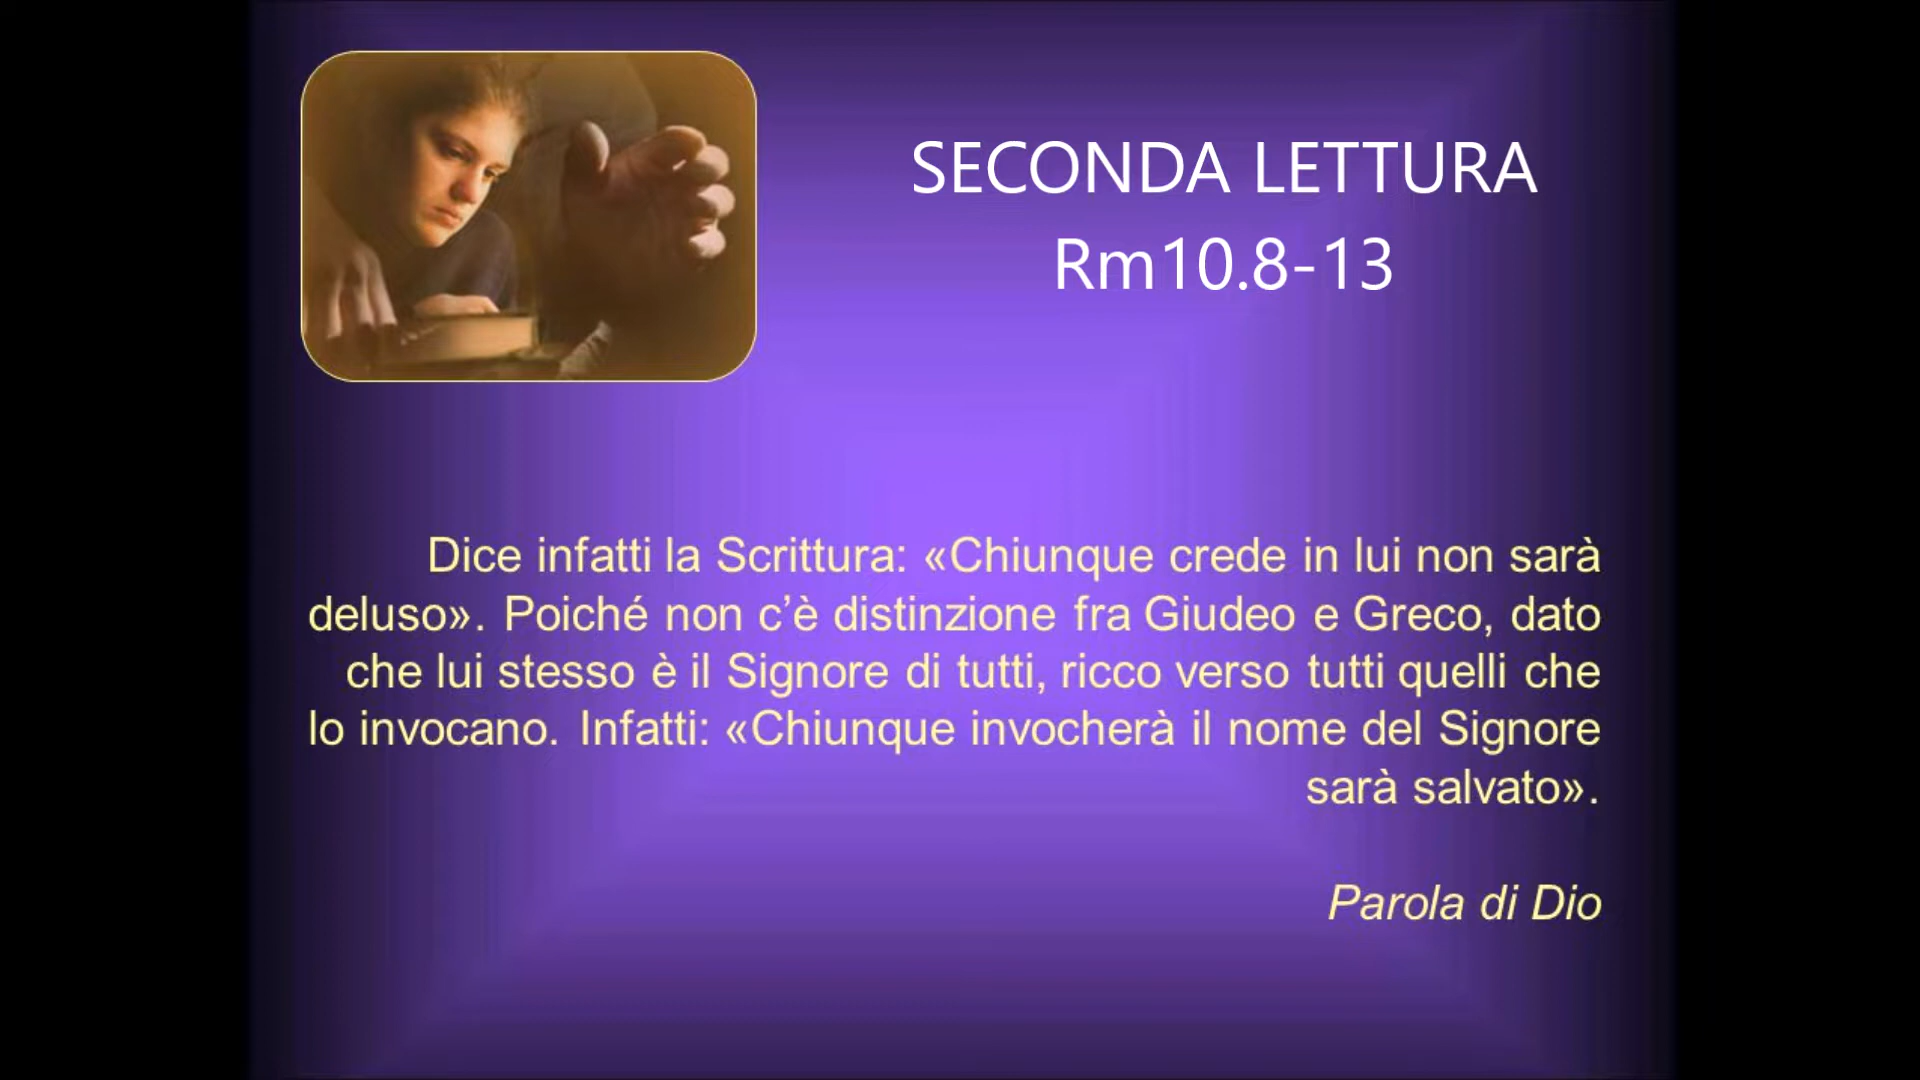 SECONDA LETTURA
Rm10.8-13
Dice infatti la Scrittura: «Chiunque crede in lui non sarà
deluso». Poiché non c’è distinzione fra Giudeo e Greco, dato
che lui stesso è il Signore di tutti, ricco verso tutti quelli che
lo invocano. Infatti: «Chiunque invocherà il nome del Signore
sarà salvato».
Parola di Dio